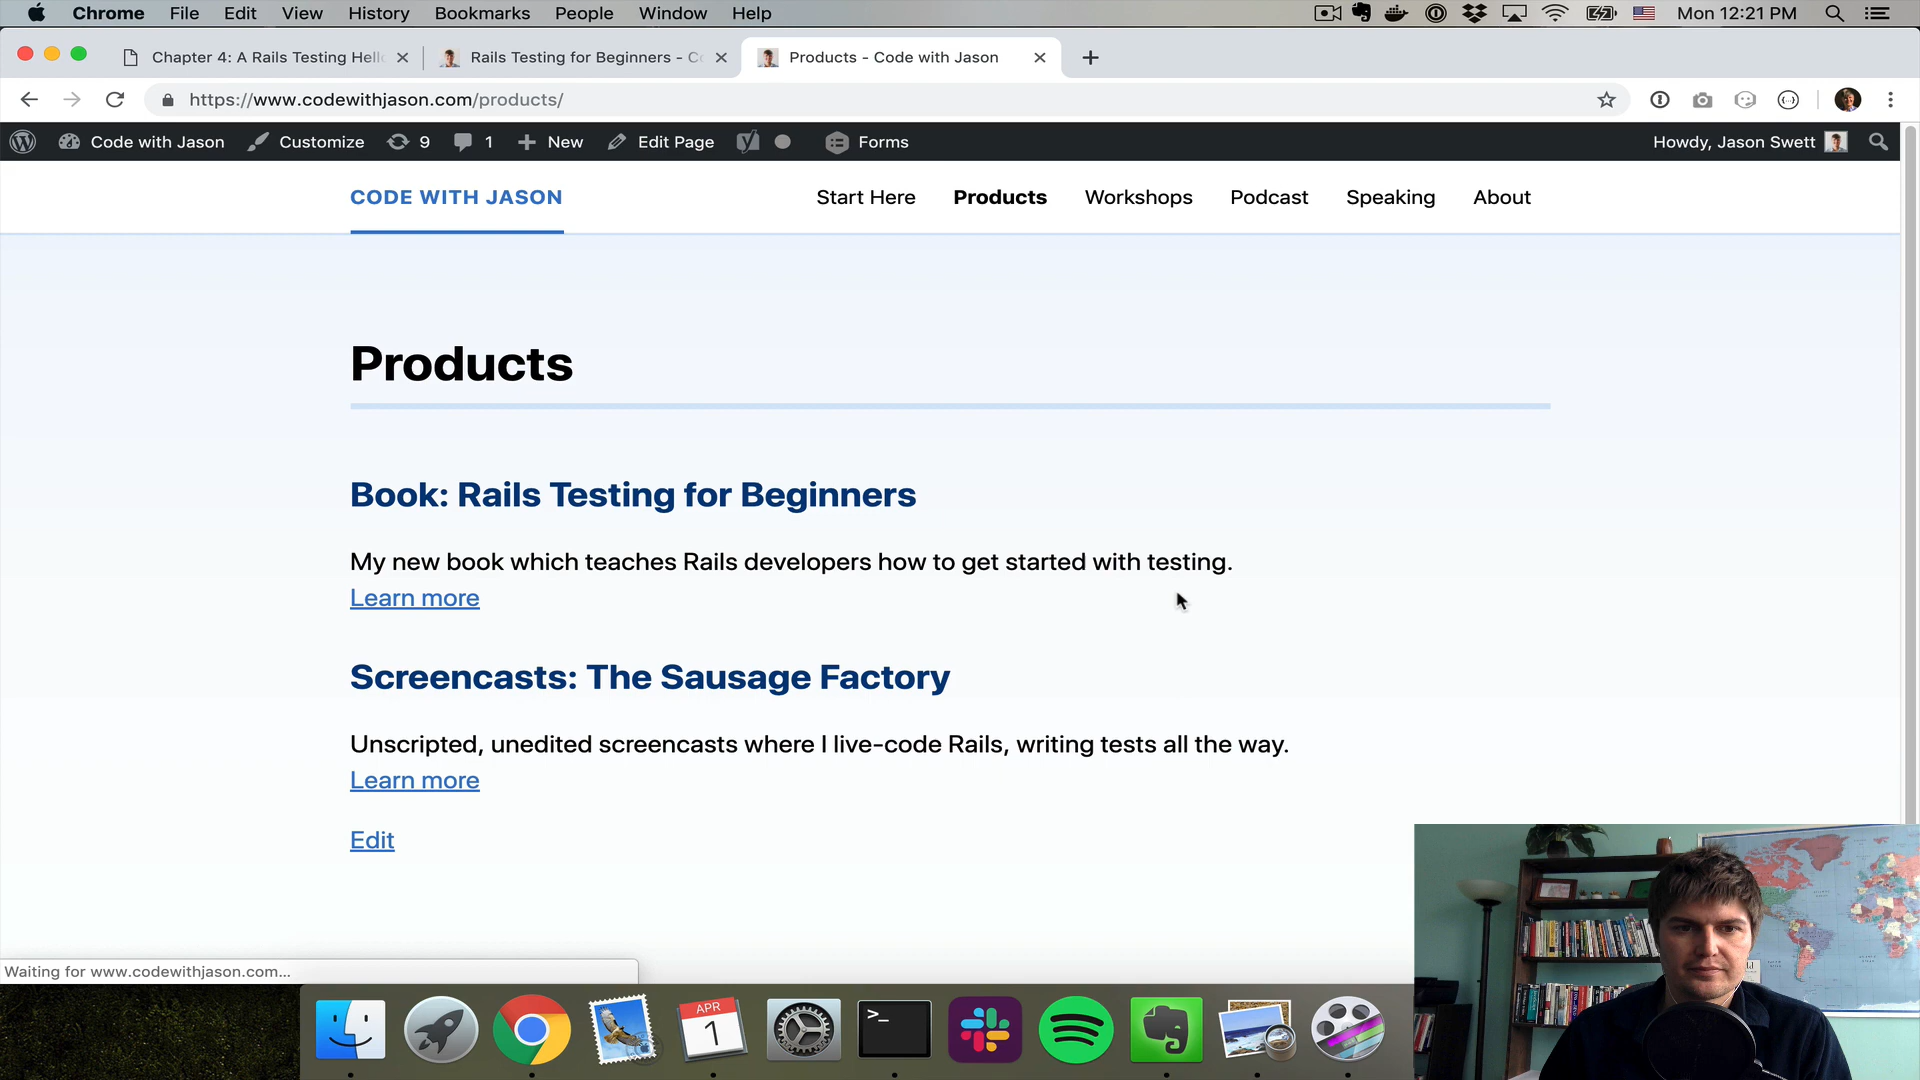 Chrome File Edit View History Bookmarks People Window Help Mon 12:21 PM
Chapter 4: A Rails Testing Hell Rails Testing for Beginners - C Products - Code with Jason
https://www.codewithjason.com/products/
Code with Jason Customize 9 1 New Edit Page Forms Howdy, Jason Swett
CODE WITH JASON Start Here Products Workshops Podcast Speaking About
Products
Book: Rails Testing for Beginners
My new book which teaches Rails developers how to get started with testing.
Learn more
Screencasts: The Sausage Factory
Unscripted, unedited screencasts where I live-code Rails, writing tests all the way.
Learn more
Edit
Waiting for www.codewithjason.com...
APR
1
>_